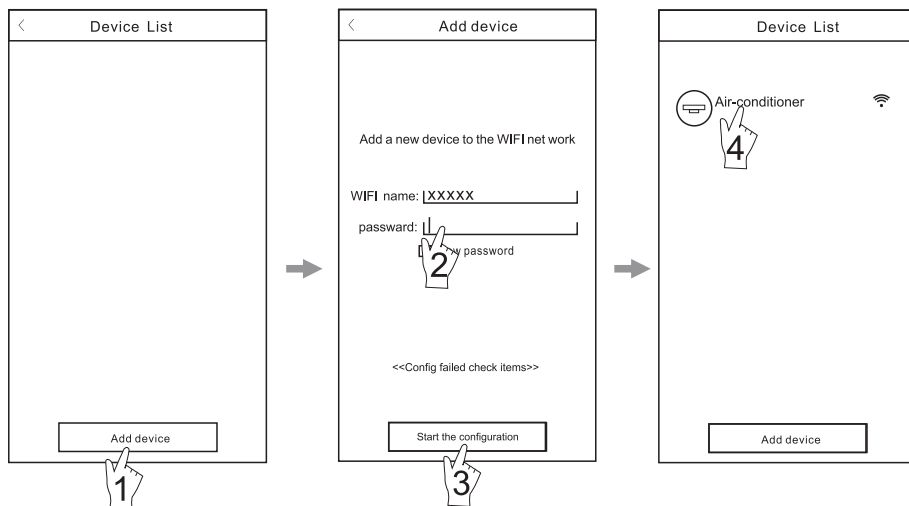 Device List
Add device
1
Add device
Add a new device to the WIFI net work
WIFI name: XXXXX
passward:
password
2
<<Config failed check items>>
Start the configuration
3
Device List
Air-conditioner
4
Add device